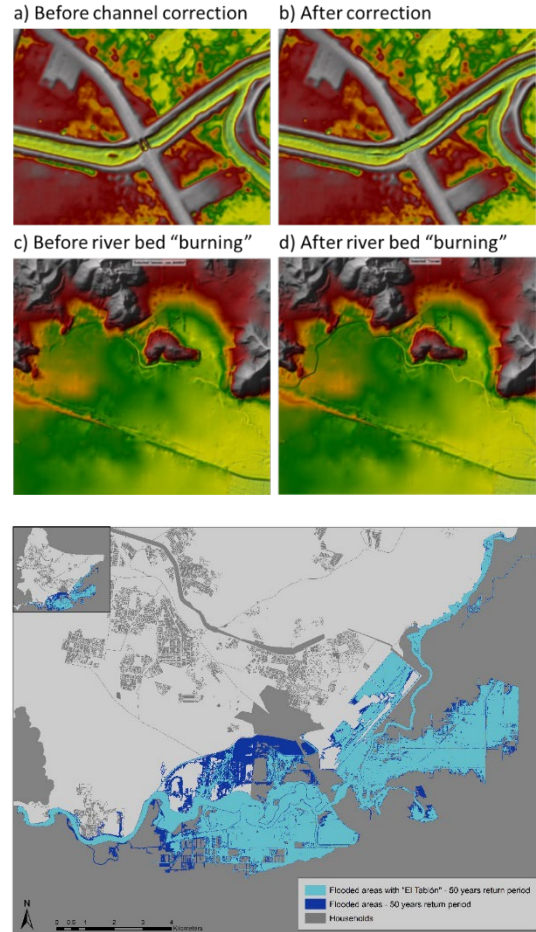 a) Before channel correction
b) After correction
c) Before river bed “burning”
d) After river bed “burning”
Flooded areas with "El Tablón" - 50 years return period
Flooded areas - 50 years return period
Households
N
0 0.5 1 2 3 4
Kilometers